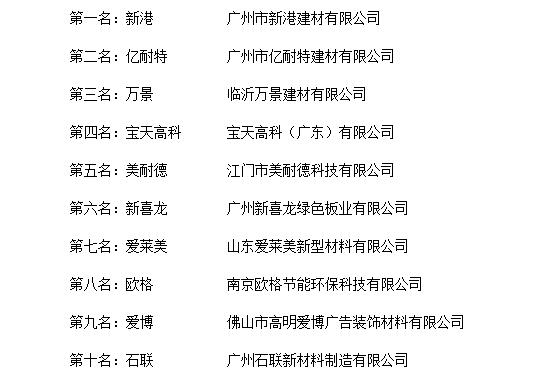 第一名：新港 广州市新港建材有限公司
第二名：亿耐特 广州市亿耐特建材有限公司
第三名：万景 临沂万景建材有限公司
第四名：宝天高科 宝天高科（广东）有限公司
第五名：美耐德 江门市美耐德科技有限公司
第六名：新喜龙 广州新喜龙绿色板业有限公司
第七名：爱莱美 山东爱莱美新型材料有限公司
第八名：欧格 南京欧格节能环保科技有限公司
第九名：爱博 佛山市高明爱博广告装饰材料有限公司
第十名：石联 广州石联新材料制造有限公司